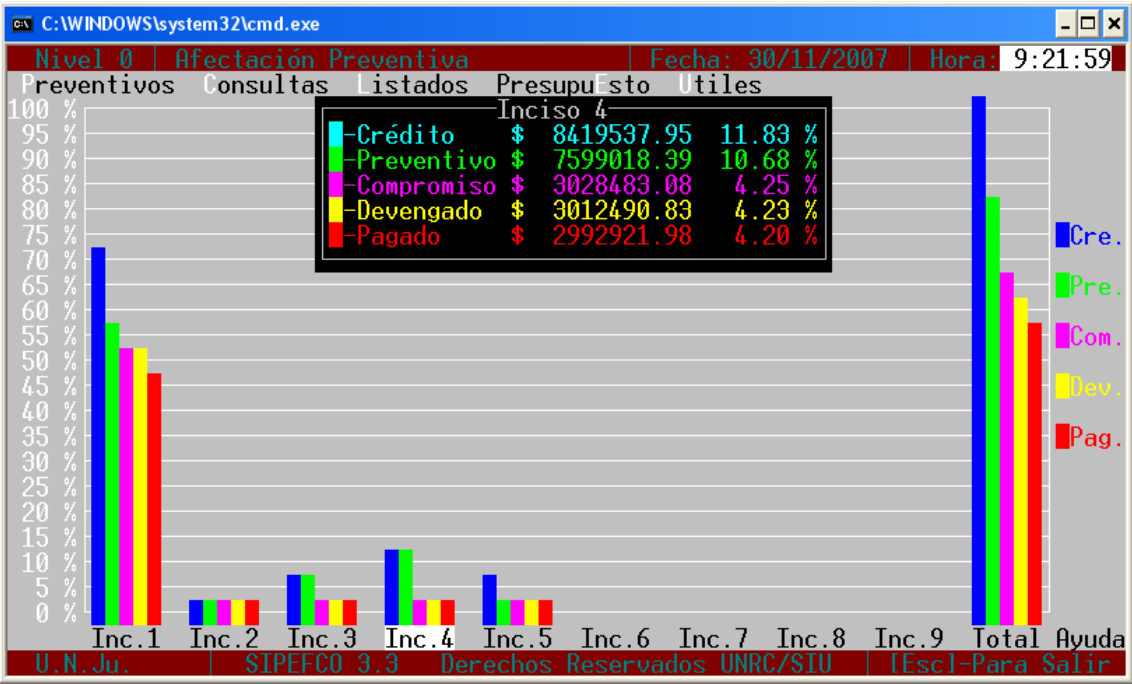 C:\WINDOWS\system32\cmd.exe
Nivel 0 | Afectación Preventiva | Fecha: 30/11/2007 | Hora: 9:21:59
Preventivos Consultas Listados PresupuEsto Utiles
Inciso 4
-Crédito $ 8419537.95 11.83 %
-Preventivo $ 7599018.39 10.68 %
-Compromiso $ 3028483.08 4.25 %
-Devengado $ 3012490.83 4.23 %
-Pagado $ 2992921.98 4.20 %
100 %
95 %
90 %
85 %
80 %
75 %
70 %
65 %
60 %
55 %
50 %
45 %
40 %
35 %
30 %
25 %
20 %
15 %
10 %
5 %
0 %
Cre.
Pre.
Com.
Dev.
Pag.
Inc.1 Inc.2 Inc.3 Inc.4 Inc.5 Inc.6 Inc.7 Inc.8 Inc.9 Total Ayuda
U.N.Ju. | SIPEFCO 3.3 Derechos Reservados UNRC/SIU | [Esc]-Para Salir